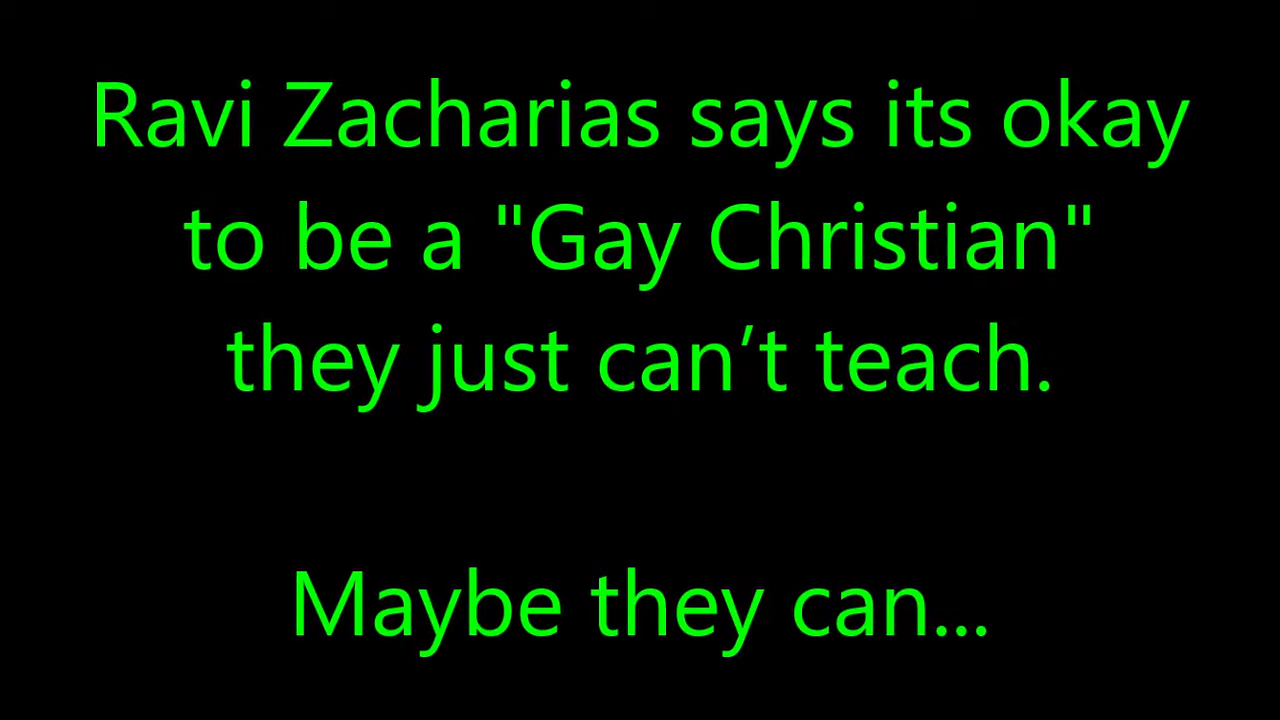 Ravi Zacharias says its okay
to be a "Gay Christian"
they just can’t teach.
Maybe they can...